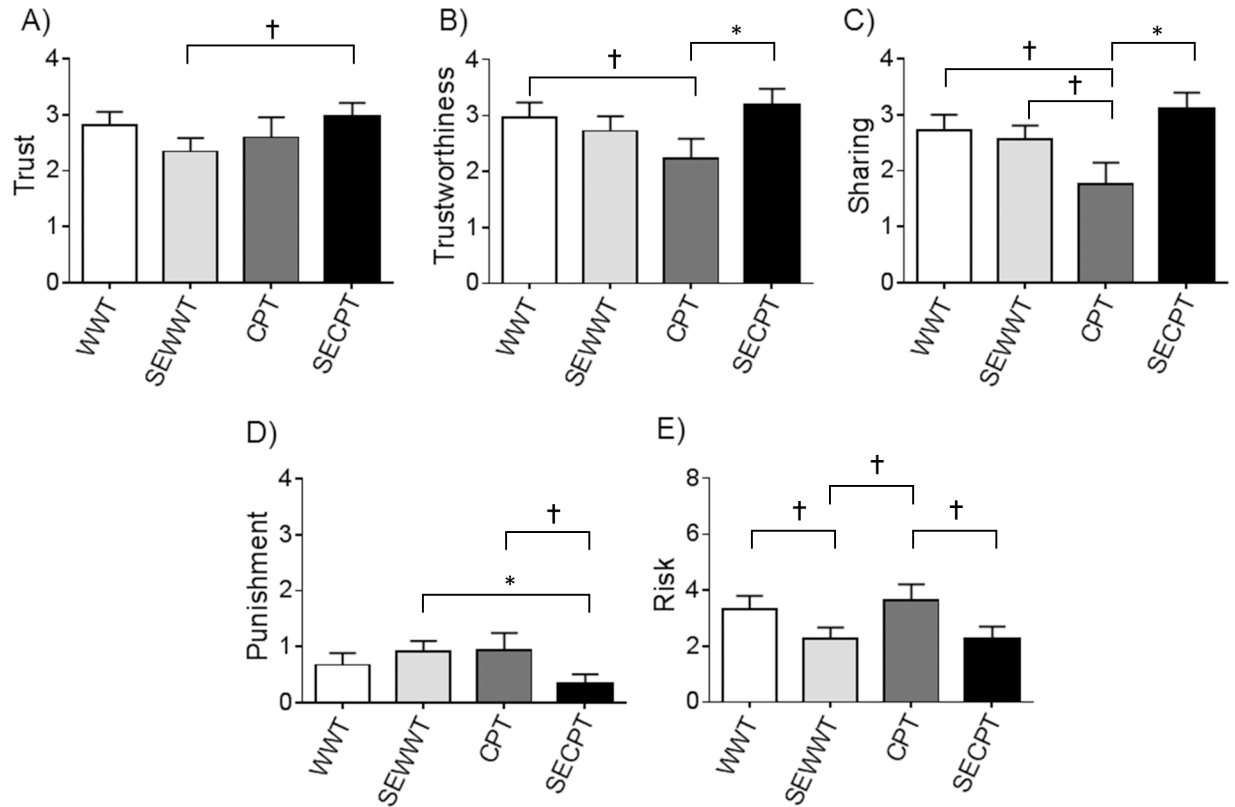 A)
†
Trust
4
3
2
1
0
WWT
SEWWT
CPT
SECPT
B)
†
*
Trustworthiness
4
3
2
1
0
WWT
SEWWT
CPT
SECPT
C)
†
†
*
Sharing
4
3
2
1
0
WWT
SEWWT
CPT
SECPT
D)
†
*
Punishment
4
3
2
1
0
WWT
SEWWT
CPT
SECPT
E)
†
†
†
Risk
8
6
4
2
0
WWT
SEWWT
CPT
SECPT